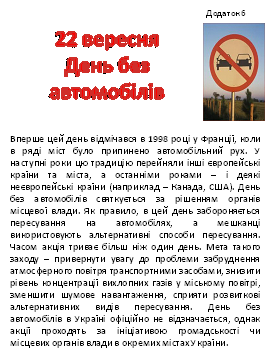 Додаток 6
22 вересня
День без
автомобілів
Вперше цей день відмічався в 1998 році у Франції, коли
в ряді міст було припинено автомобільний рух. У
наступні роки цю традицію перейняли інші європейські
країни та міста, а останніми роками – і деякі
неєвропейські країни (наприклад – Канада, США). День
без автомобілів святкується за рішенням органів
місцевої влади. Як правило, в цей день забороняється
пересування на автомобілях, а мешканці
використовують альтернативні способи пересування.
Часом акція триває більш ніж один день. Мета такого
заходу – привернути увагу до проблеми забруднення
атмосферного повітря транспортними засобами, знизити
рівень концентрації вихлопних газів у міському повітрі,
зменшити шумове навантаження, сприяти розвиткові
альтернативних видів пересування. День без
автомобілів в Україні офіційно не відзначається, однак
акції проходять за ініціативою громадськості чи
місцевих органів влади в окремих містах України.